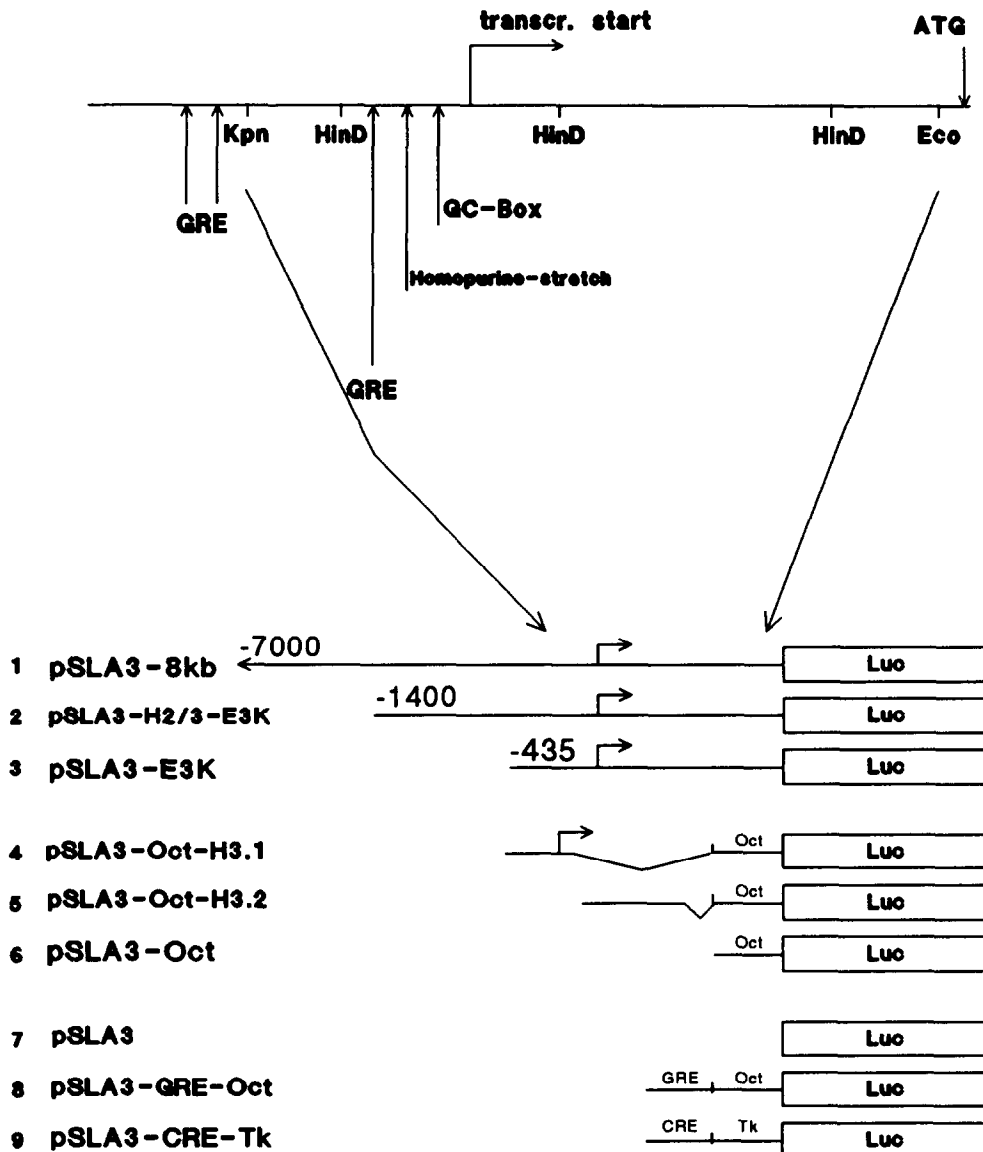 transcr. start
ATG
Kpn HinD HinD HinD Eco
GRE
GC-Box
Homopurine-stretch
GRE
-7000
1 pSLA3-8kb Luc
-1400
2 pSLA3-H2/3-E3K Luc
-435
3 pSLA3-E3K Luc
4 pSLA3-Oct-H3.1 Oct Luc
5 pSLA3-Oct-H3.2 Oct Luc
6 pSLA3-Oct Oct Luc
7 pSLA3 Luc
8 pSLA3-GRE-Oct GRE Oct Luc
9 pSLA3-CRE-Tk CRE Tk Luc